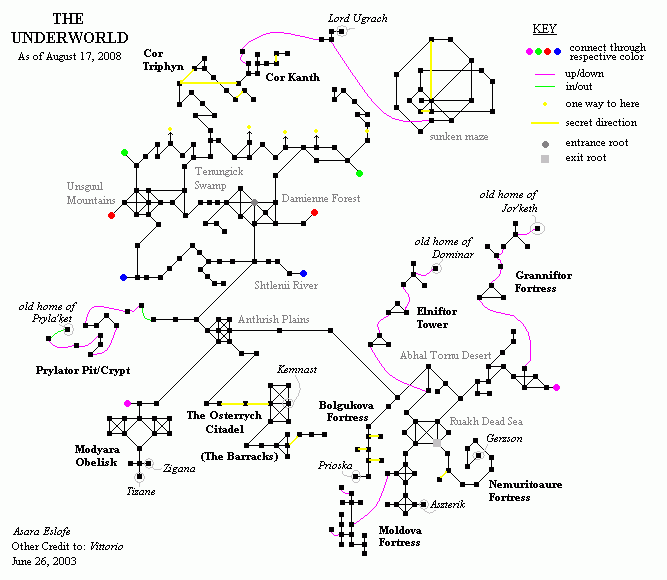 THE
UNDERWORLD
As of August 17, 2008
Lord Ugrach
Cor
Triphyn
Cor Kanth
KEY
connect through
respective color
up/down
in/out
one way to here
secret direction
entrance root
exit root
sunken maze
Unsguul
Mountains
Terungick
Swamp
Damienne Forest
old home of
Jor'keth
old home of
Dominar
Granniftor
Fortress
Shtlenii River
old home of
Pryla'ket
Elniftor
Tower
Anthrish Plains
Abhal Tornu Desert
Prylator Pit/Crypt
Kemnast
The Osterrych
Citadel
Bolgukova
Fortress
Ruakh Dead Sea
Gerzson
Modyara
Obelisk
(The Barracks)
Zigana
Prioska
Tizane
Nemuritoaure
Fortress
Aszterik
Moldova
Fortress
Asara Eslofe
Other Credit to: Vittorio
June 26, 2003